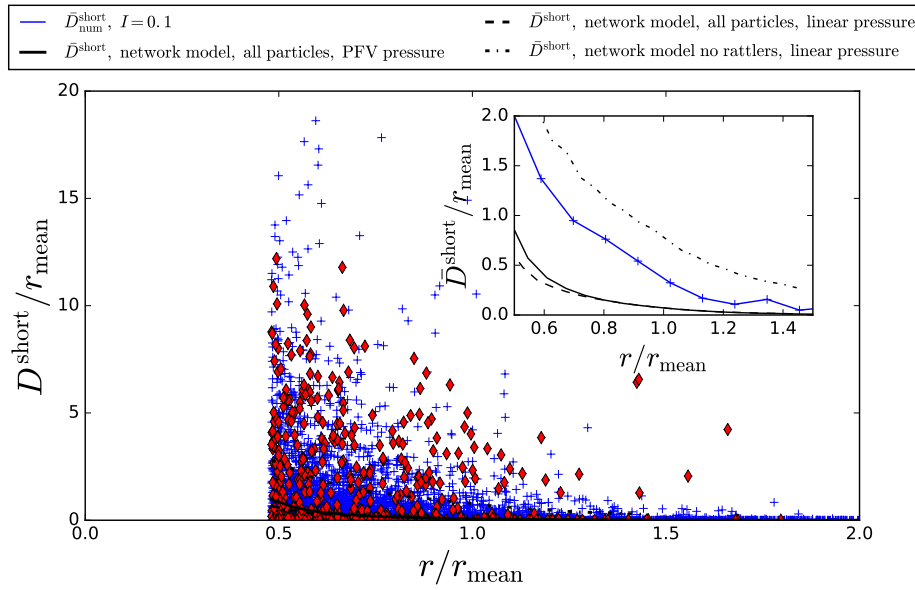 D̄^short_num, I = 0.1
D̄^short, network model, all particles, PFV pressure
D̄^short, network model, all particles, linear pressure
D̄^short, network model no rattlers, linear pressure
20
15
10
5
0
D^short/r_mean
0.0
0.5
1.0
1.5
2.0
r/r_mean
2.0
1.5
1.0
0.5
0.0
D̄^short/r_mean
0.6
0.8
1.0
1.2
1.4
r/r_mean